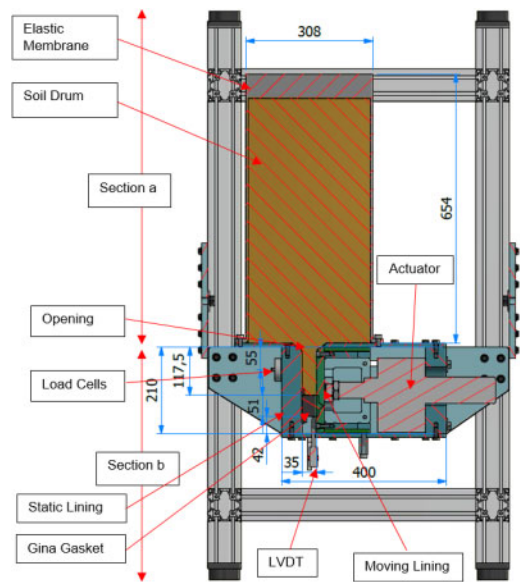 Elastic
Membrane
308
Soil Drum
Section a
654
Actuator
Opening
Load Cells
55
117,5
210
51
42
Section b
35
400
Static Lining
Gina Gasket
LVDT
Moving Lining